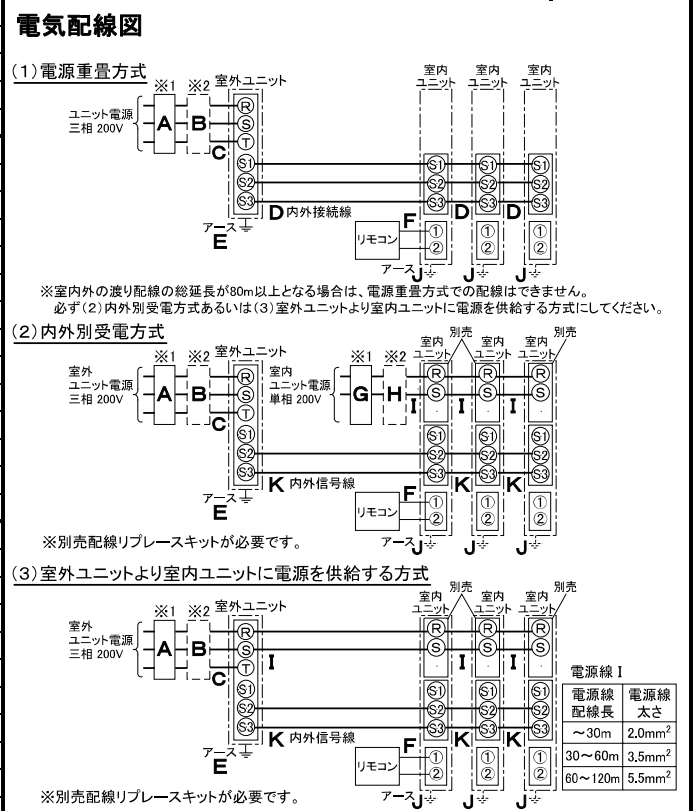 電気配線図
(1)電源重畳方式
※1 ※2 室外ユニット
室内 室内 室内
ユニット ユニット ユニット
ユニット電源
三相 200V
A B C
R
S
T
S1 S1 S1 S1
S2 S2 S2 S2
S3 S3 S3 S3
D 内外接続線 D D
アース
E
F
リモコン
① ① ①
② ② ②
アース J J J
※室内外の渡り配線の総延長が80m以上となる場合は、電源重畳方式での配線はできません。
必ず(2)内外別受電方式あるいは(3)室外ユニットより室内ユニットに電源を供給する方式にしてください。
(2)内外別受電方式
※1 ※2 室外ユニット
※1 ※2
室内 別売 室内 室内 別売
ユニット ユニット ユニット
室外
ユニット電源
三相 200V
A B C
室内
ユニット電源
単相 200V
G H I I I
R R R R
S S S S
T
S1 S1 S1 S1
S2 S2 S2 S2
S3 S3 S3 S3
K 内外信号線 K K
アース
E
F
リモコン
① ① ①
② ② ②
アース J J J
※別売配線リプレースキットが必要です。
(3)室外ユニットより室内ユニットに電源を供給する方式
※1 ※2 室外ユニット
室内 別売 室内 室内 別売
ユニット ユニット ユニット
室外
ユニット電源
三相 200V
A B C
R R R R
S S S S
T
I I I
S1 S1 S1 S1
S2 S2 S2 S2
S3 S3 S3 S3
K 内外信号線 K K
アース
E
F
リモコン
① ① ①
② ② ②
アース J J J
※別売配線リプレースキットが必要です。
電源線 I
電源線 電源線
配線長 太さ
～30m 2.0mm²
30～60m 3.5mm²
60～120m 5.5mm²